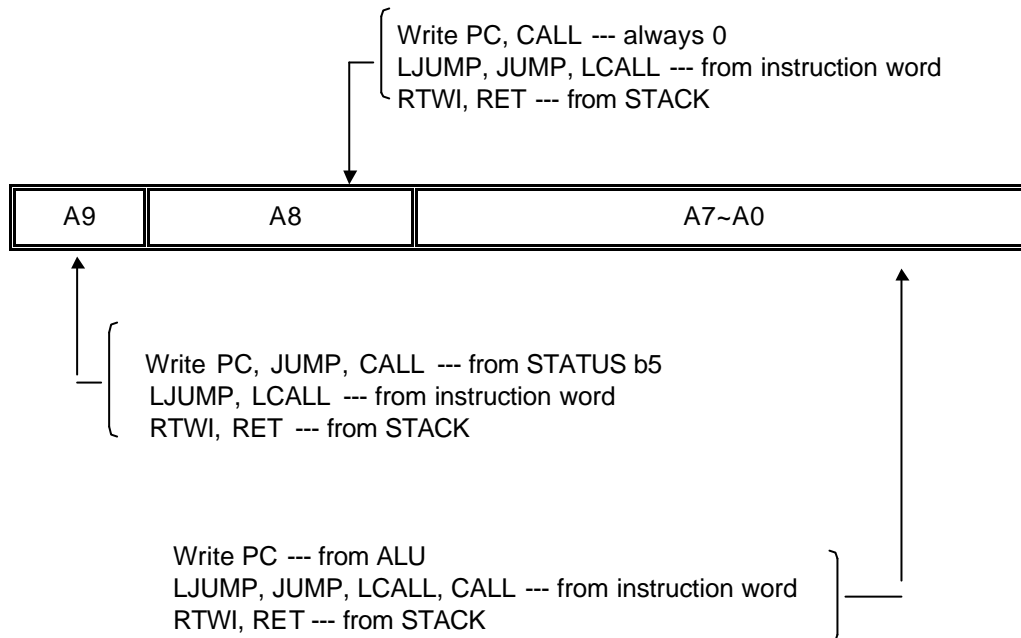 Write PC, CALL --- always 0
LJUMP, JUMP, LCALL --- from instruction word
RTWI, RET --- from STACK
A9 A8 A7~A0
Write PC, JUMP, CALL --- from STATUS b5
LJUMP, LCALL --- from instruction word
RTWI, RET --- from STACK
Write PC --- from ALU
LJUMP, JUMP, LCALL, CALL --- from instruction word
RTWI, RET --- from STACK